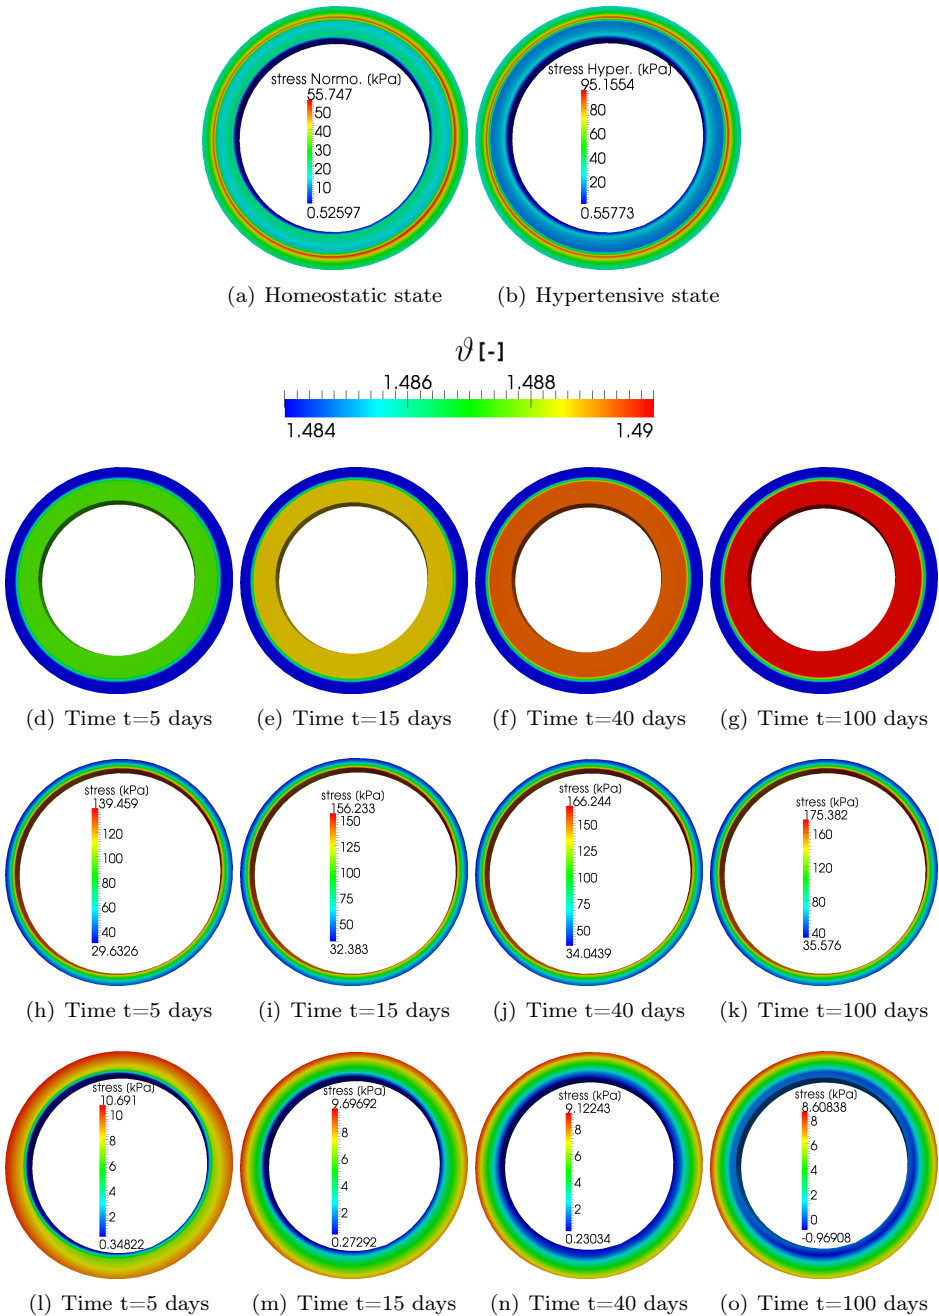 stress Normo. (kPa)
55.747
50
40
30
20
10
0.52597
stress Hyper. (kPa)
95.1554
80
60
40
20
0.55773
(a) Homeostatic state
(b) Hypertensive state
ϑ [-]
1.486 1.488
1.484 1.49
(d) Time t=5 days
(e) Time t=15 days
(f) Time t=40 days
(g) Time t=100 days
stress (kPa)
139.459
120
100
80
60
40
29.6326
stress (kPa)
156.233
150
125
100
75
50
32.383
stress (kPa)
166.244
150
125
100
75
50
34.0439
stress (kPa)
175.382
160
120
80
40
35.576
(h) Time t=5 days
(i) Time t=15 days
(j) Time t=40 days
(k) Time t=100 days
stress (kPa)
10.691
10
8
6
4
2
0.34822
stress (kPa)
9.69692
8
6
4
2
0.27292
stress (kPa)
9.12243
8
6
4
2
0.23034
stress (kPa)
8.60838
8
6
4
2
0
-0.96908
(l) Time t=5 days
(m) Time t=15 days
(n) Time t=40 days
(o) Time t=100 days